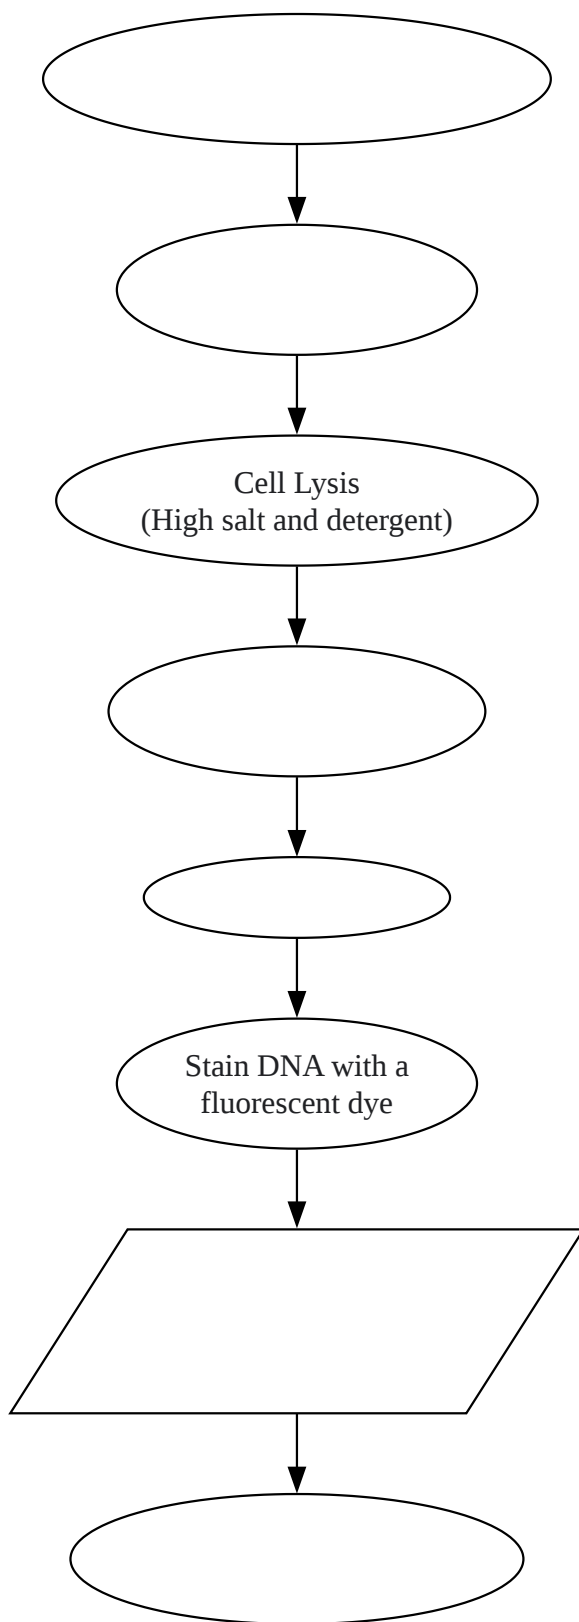 Cell Lysis
(High salt and detergent)
Stain DNA with a
fluorescent dye